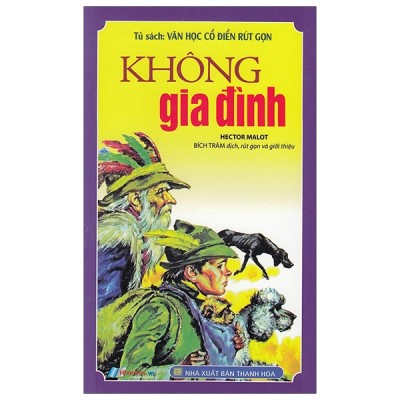 Tủ sách: VĂN HỌC CỔ ĐIỂN RÚT GỌN
KHÔNG
gia đình
HECTOR MALOT
BÍCH TRÂM dịch, rút gọn và giới thiệu
NHÀ XUẤT BẢN THANH HÓA